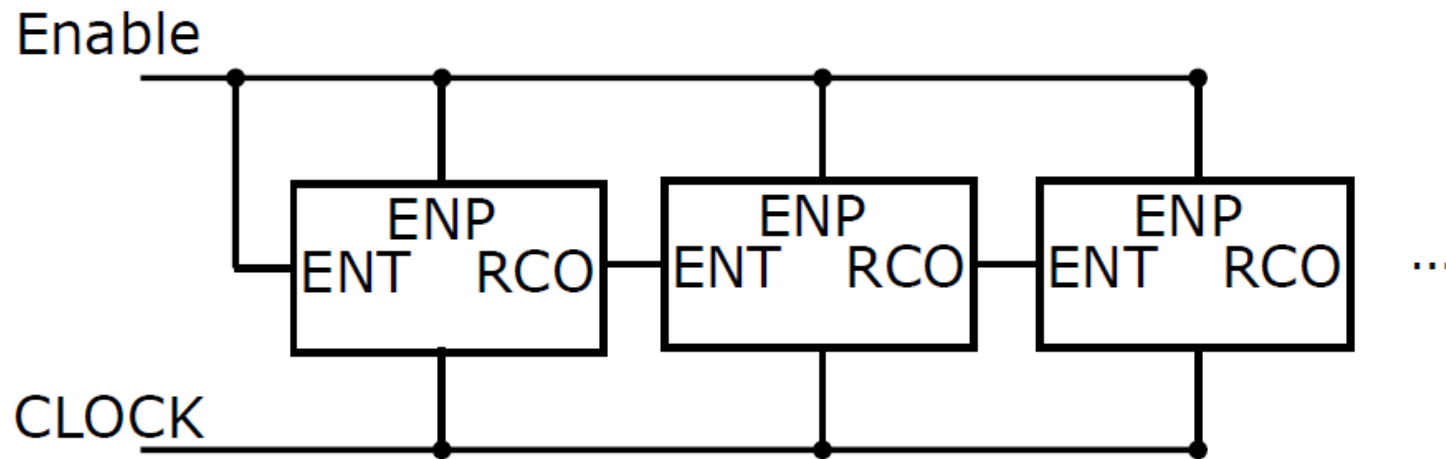 Enable
ENP
ENT RCO
ENP
ENT RCO
ENP
ENT RCO
...
CLOCK